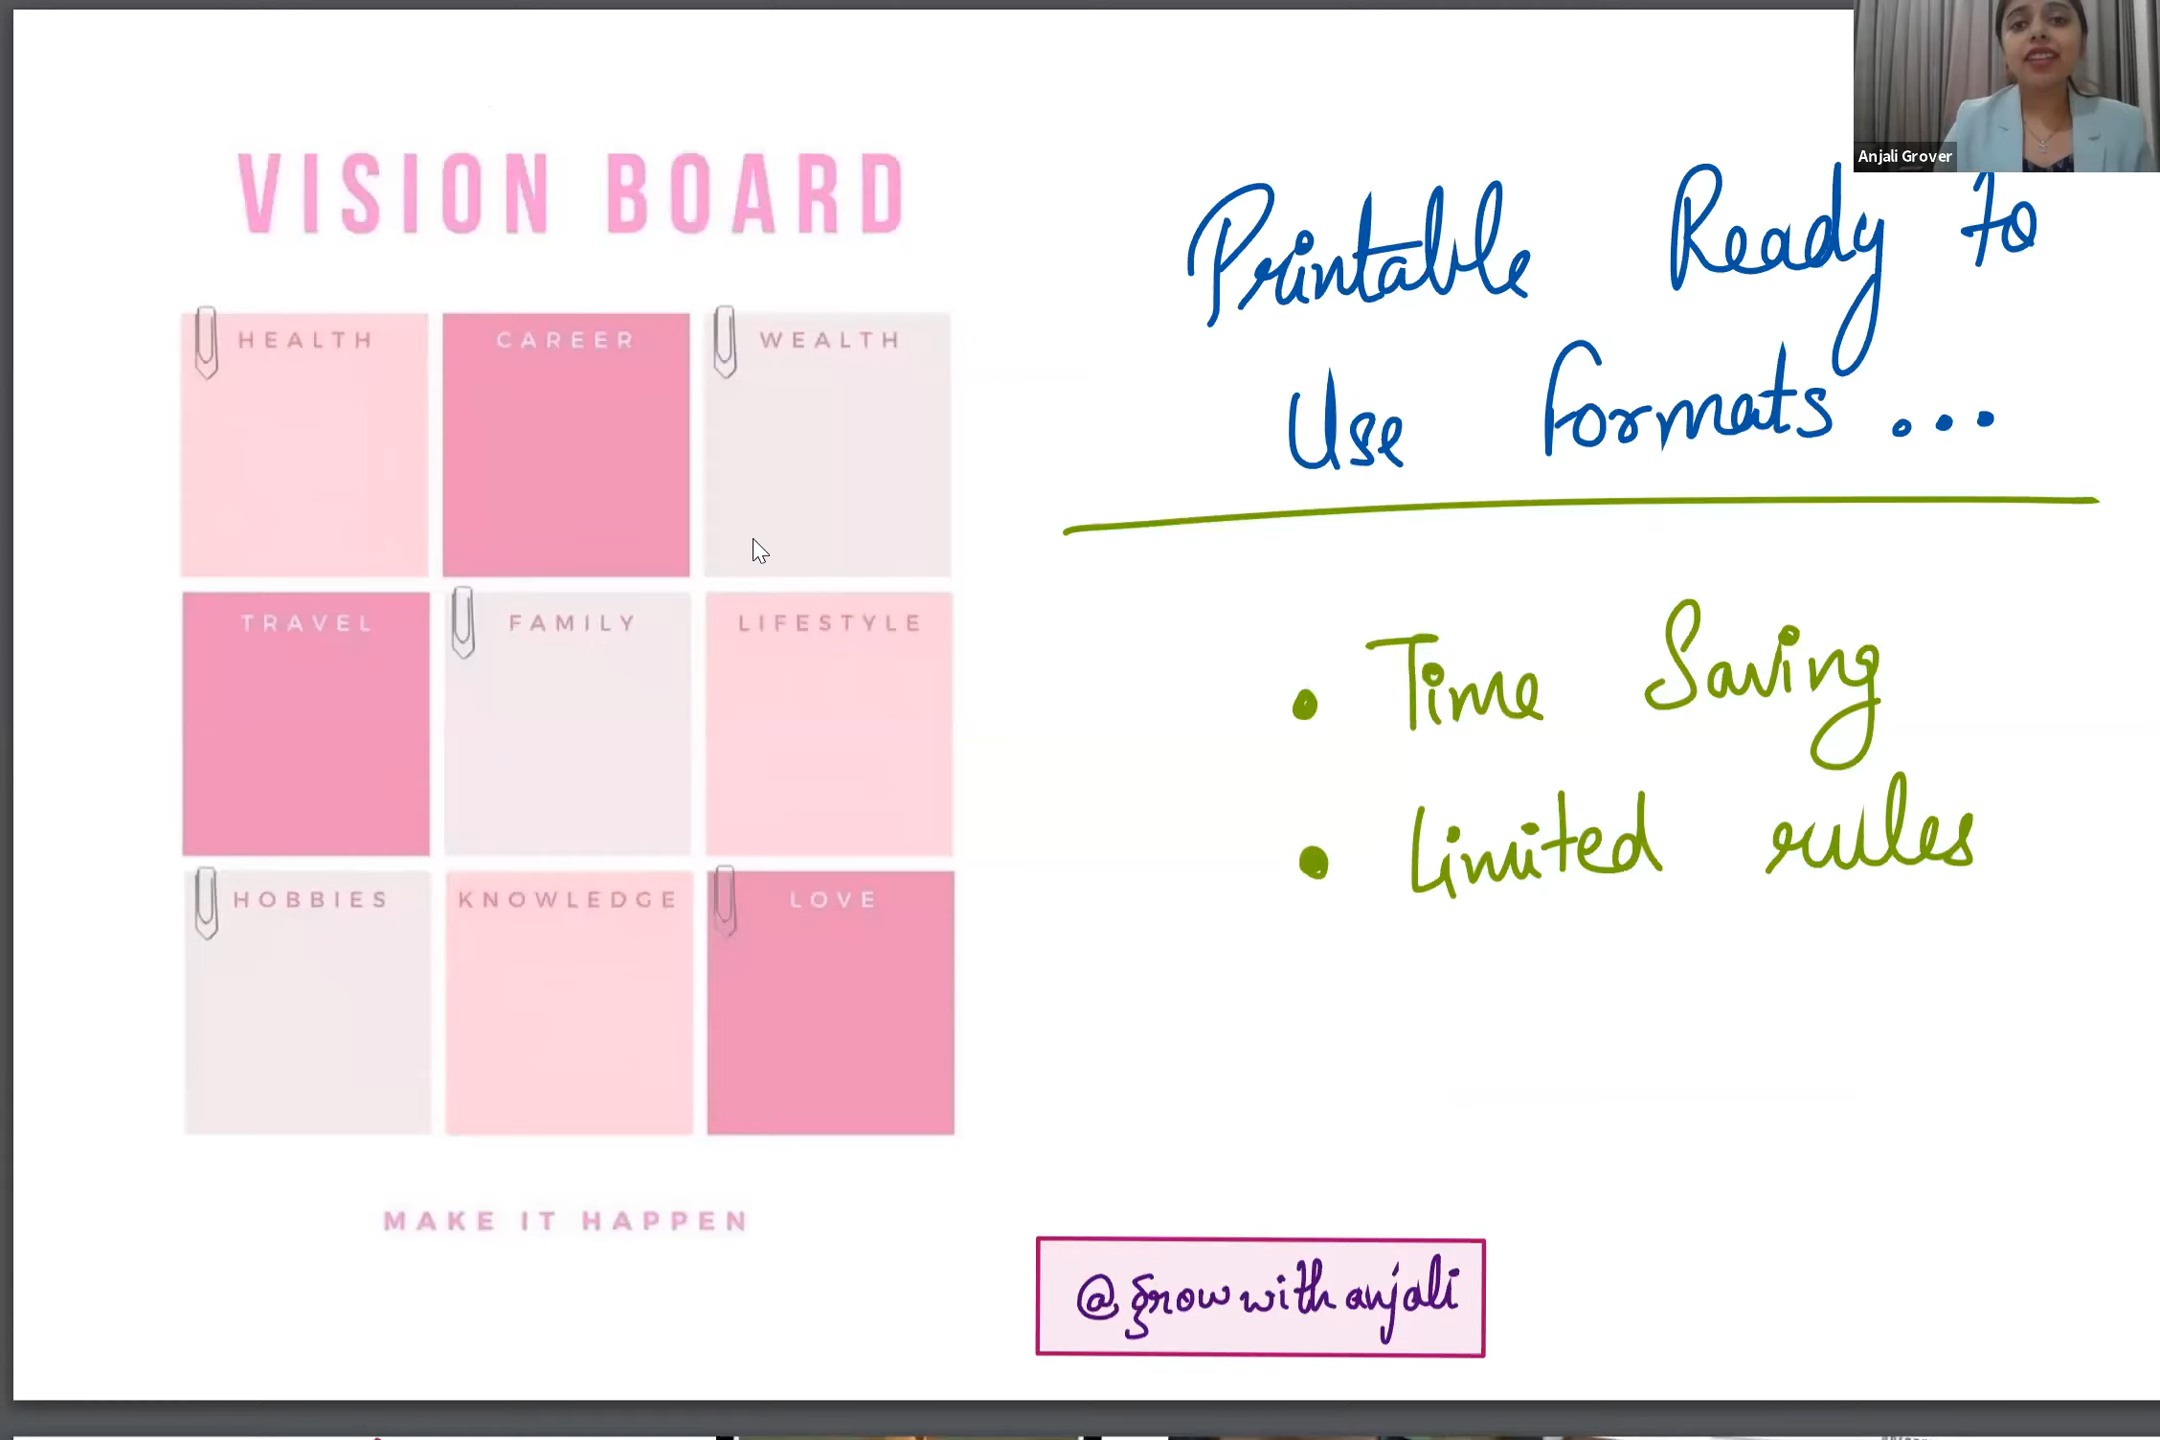 Anjali Grover
VISION BOARD
HEALTH
CAREER
WEALTH
TRAVEL
FAMILY
LIFESTYLE
HOBBIES
KNOWLEDGE
LOVE
MAKE IT HAPPEN
Printable Ready to
Use formats...
• Time Saving
• Limited rules
@growwithanjali